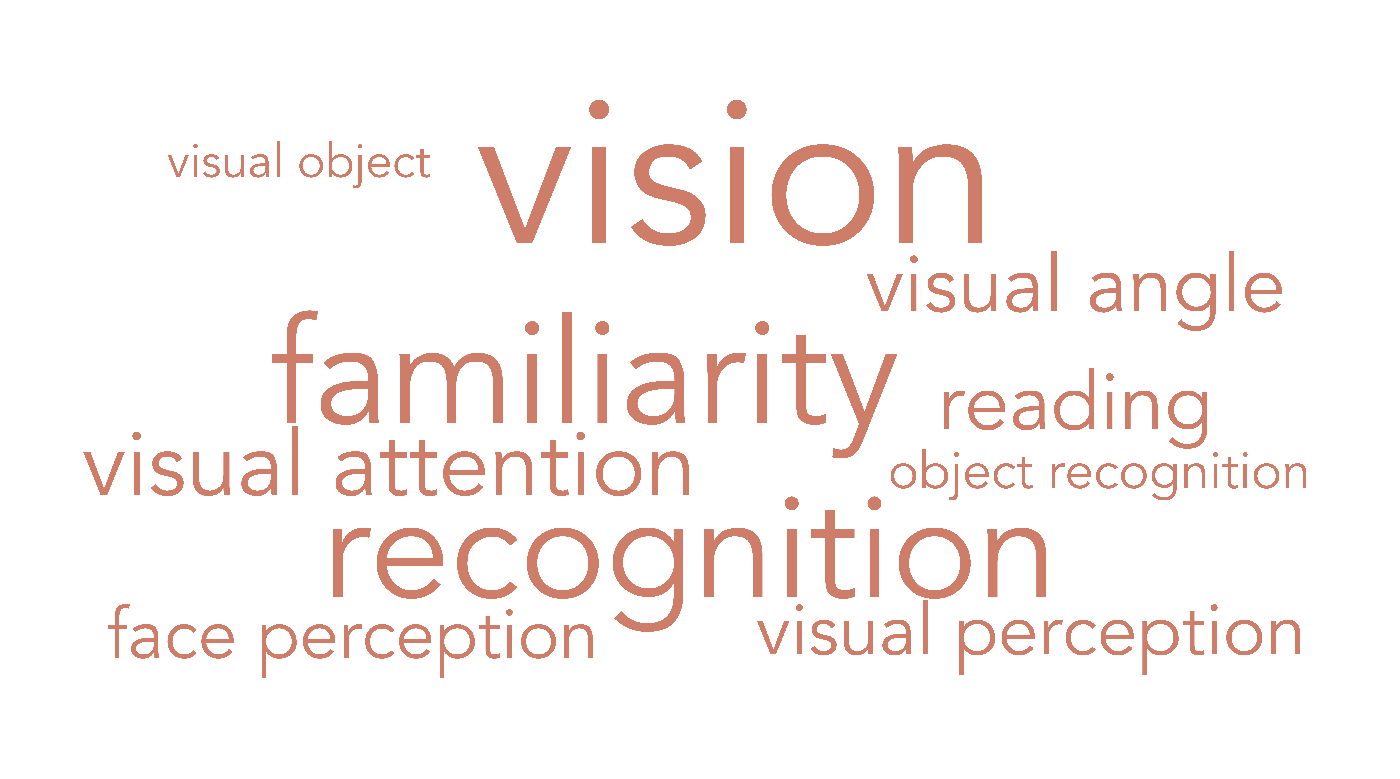 vision
visual object
visual angle
familiarity
reading
visual attention
object recognition
recognition
face perception
visual perception